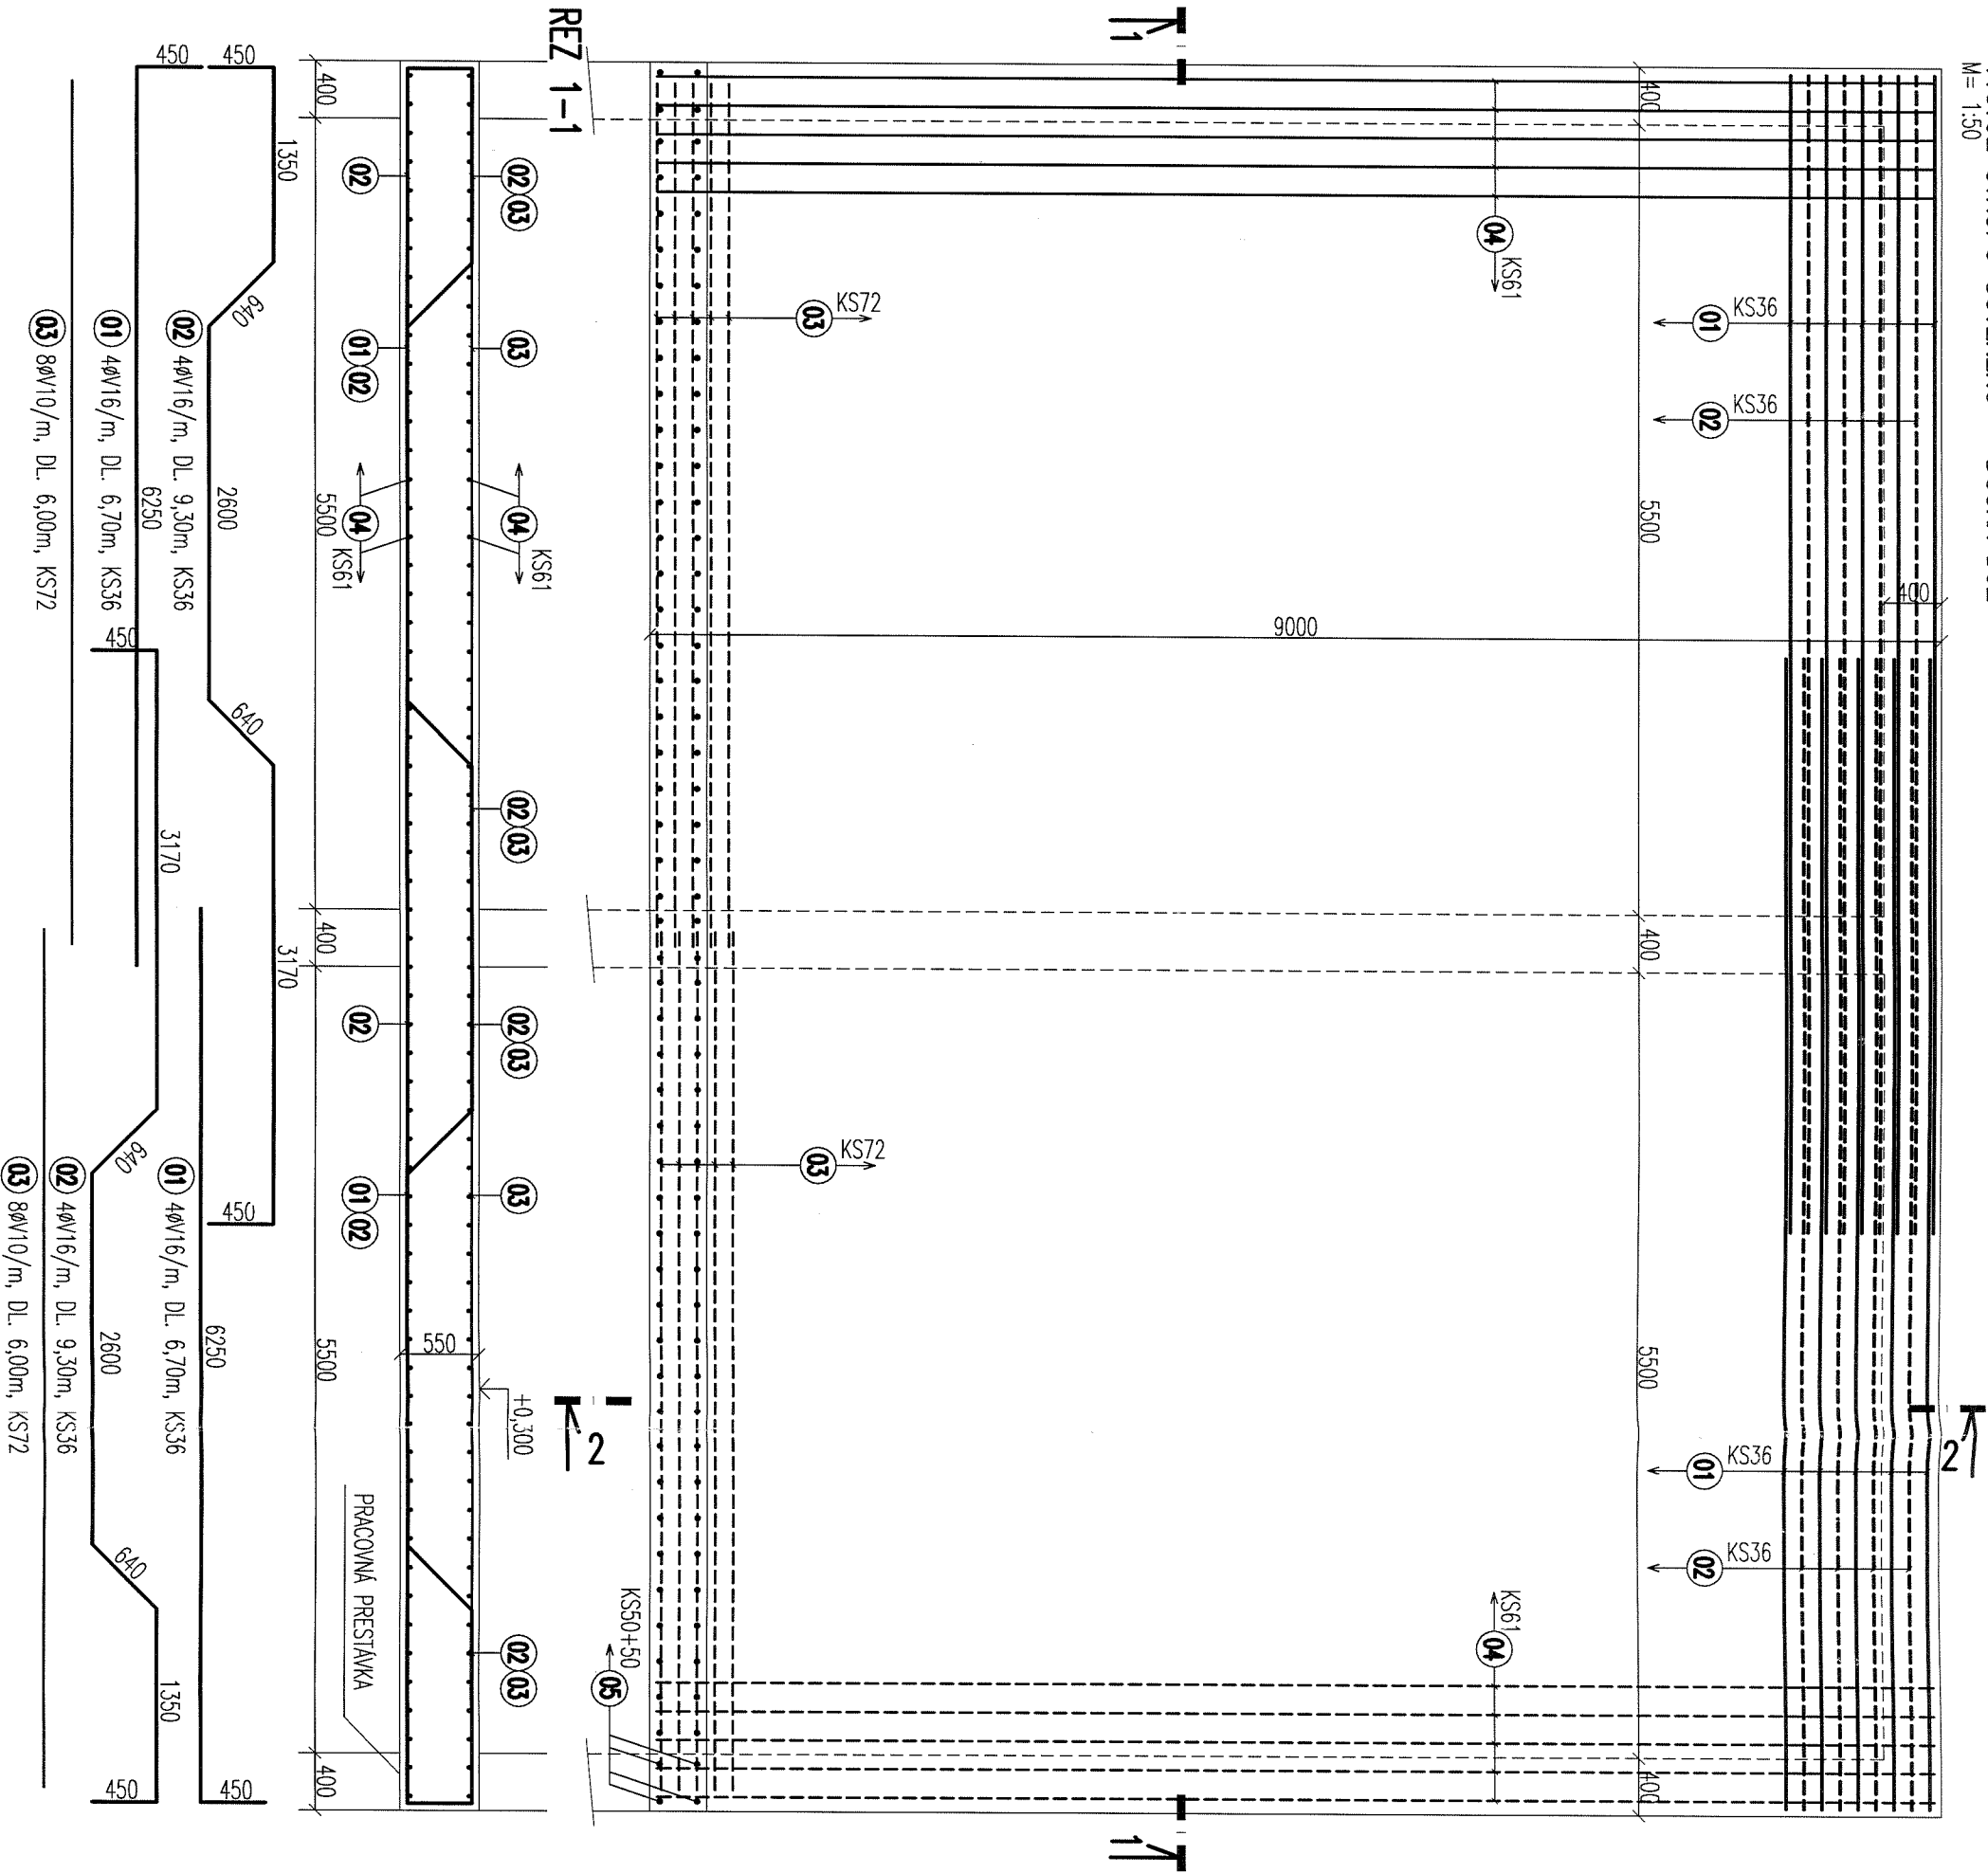 M= 1:50
400
5500
400
5500
400
400
9000
KS36
01
KS36
02
KS36
01
KS36
02
04
KS61
KS61
04
KS72
03
KS72
03
KS50+50
05
1
1
2
2
REZ 1-1
02 03
03
04
KS61
02 03
02 03
03
02 03
+0,300
550
02
01 02
04
KS61
02
01 02
PRACOVNÁ PRESTÁVKA
400
5500
400
5500
400
450
1350
640
2600
640
3170
450
02 4øV16/m, DL. 9,30m, KS36
450
6250
01 4øV16/m, DL. 6,70m, KS36
03 8øV10/m, DL. 6,00m, KS72
6250
450
01 4øV16/m, DL. 6,70m, KS36
450
3170
640
2600
640
1350
450
02 4øV16/m, DL. 9,30m, KS36
03 8øV10/m, DL. 6,00m, KS72